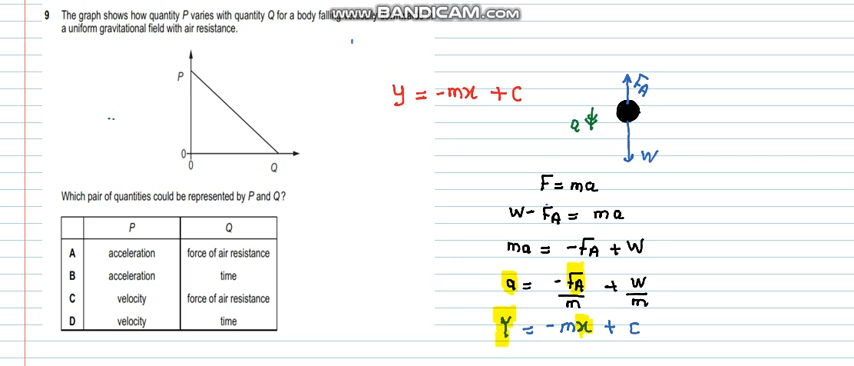 9 The graph shows how quantity P varies with quantity Q for a body falling
WWW.BANDICAM.COM
a uniform gravitational field with air resistance.
P
0
0
Q
y = -mx + C
FA
a
W
F = ma
W - FA = ma
ma = -FA + W
a = -FA/m + W/m
Y = -mx + C
Which pair of quantities could be represented by P and Q?
P Q
A acceleration force of air resistance
B acceleration time
C velocity force of air resistance
D velocity time